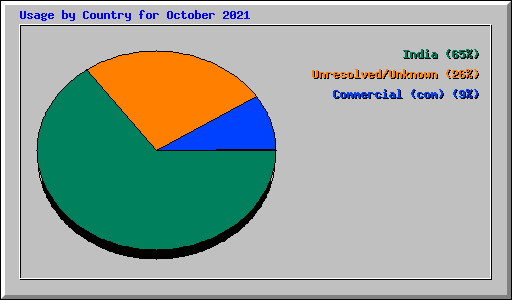 Usage by Country for October 2021
India (65%)
Unresolved/Unknown (26%)
Commercial (com) (9%)